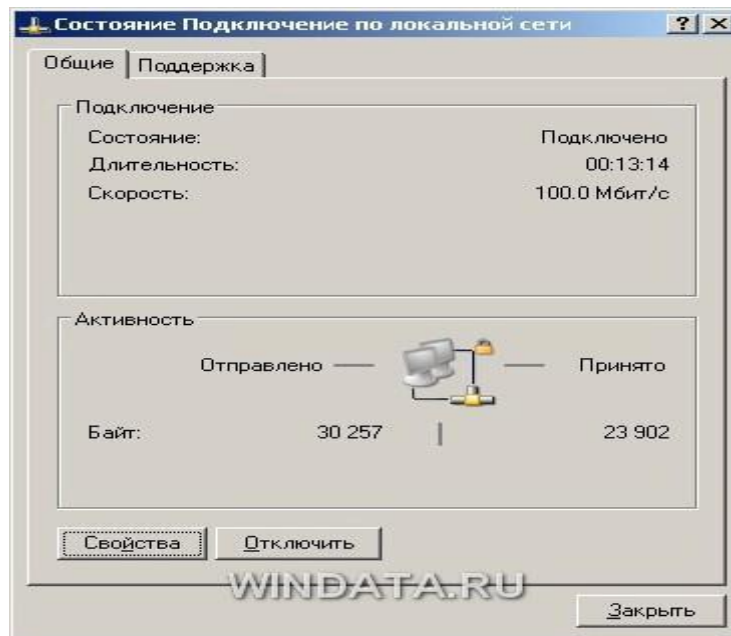 Состояние Подключение по локальной сети
Общие Поддержка
Подключение
Состояние: Подключено
Длительность: 00:13:14
Скорость: 100.0 Мбит/с
Активность
Отправлено Принято
Байт: 30 257 23 902
Свойства Отключить
WINDATA.RU
Закрыть